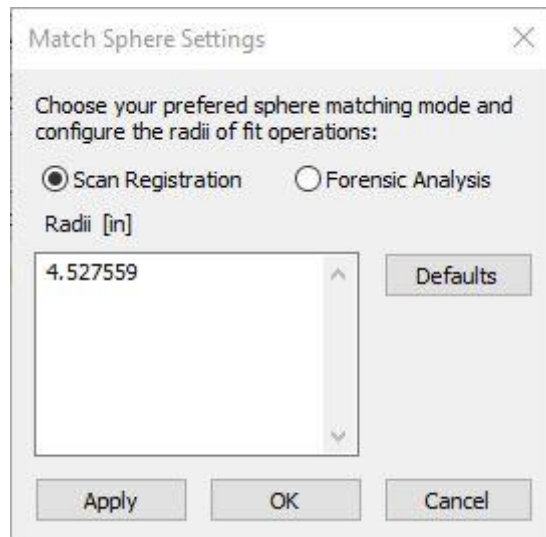 Match Sphere Settings
Choose your prefered sphere matching mode and
configure the radii of fit operations:
Scan Registration Forensic Analysis
Radii [in]
4.527559
Defaults
Apply OK Cancel